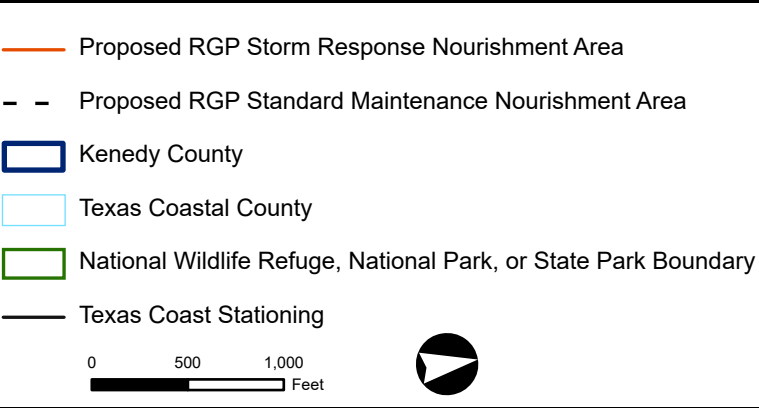 Proposed RGP Storm Response Nourishment Area
Proposed RGP Standard Maintenance Nourishment Area
Kenedy County
Texas Coastal County
National Wildlife Refuge, National Park, or State Park Boundary
Texas Coast Stationing
0 500 1,000
Feet